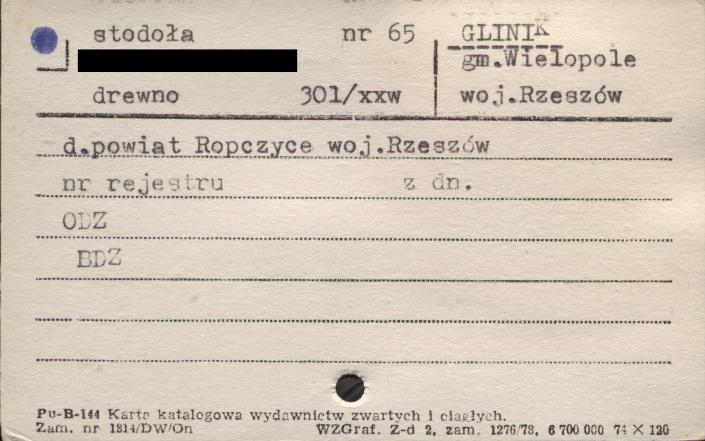 stodoła nr 65 GLINIK
gm.Wielopole
drewno 30l/xxw woj.Rzeszów
d.powiat Ropczyce woj.Rzeszów
nr rejestru z dn.
ODZ
BDZ
Pu-B-144 Karta katalogowa wydawnictw zwartych i ciągłych.
Zam. nr 1814/DW/On WZGraf. Z-d 2, zam. 1276/78, 6 700 000 74 × 120